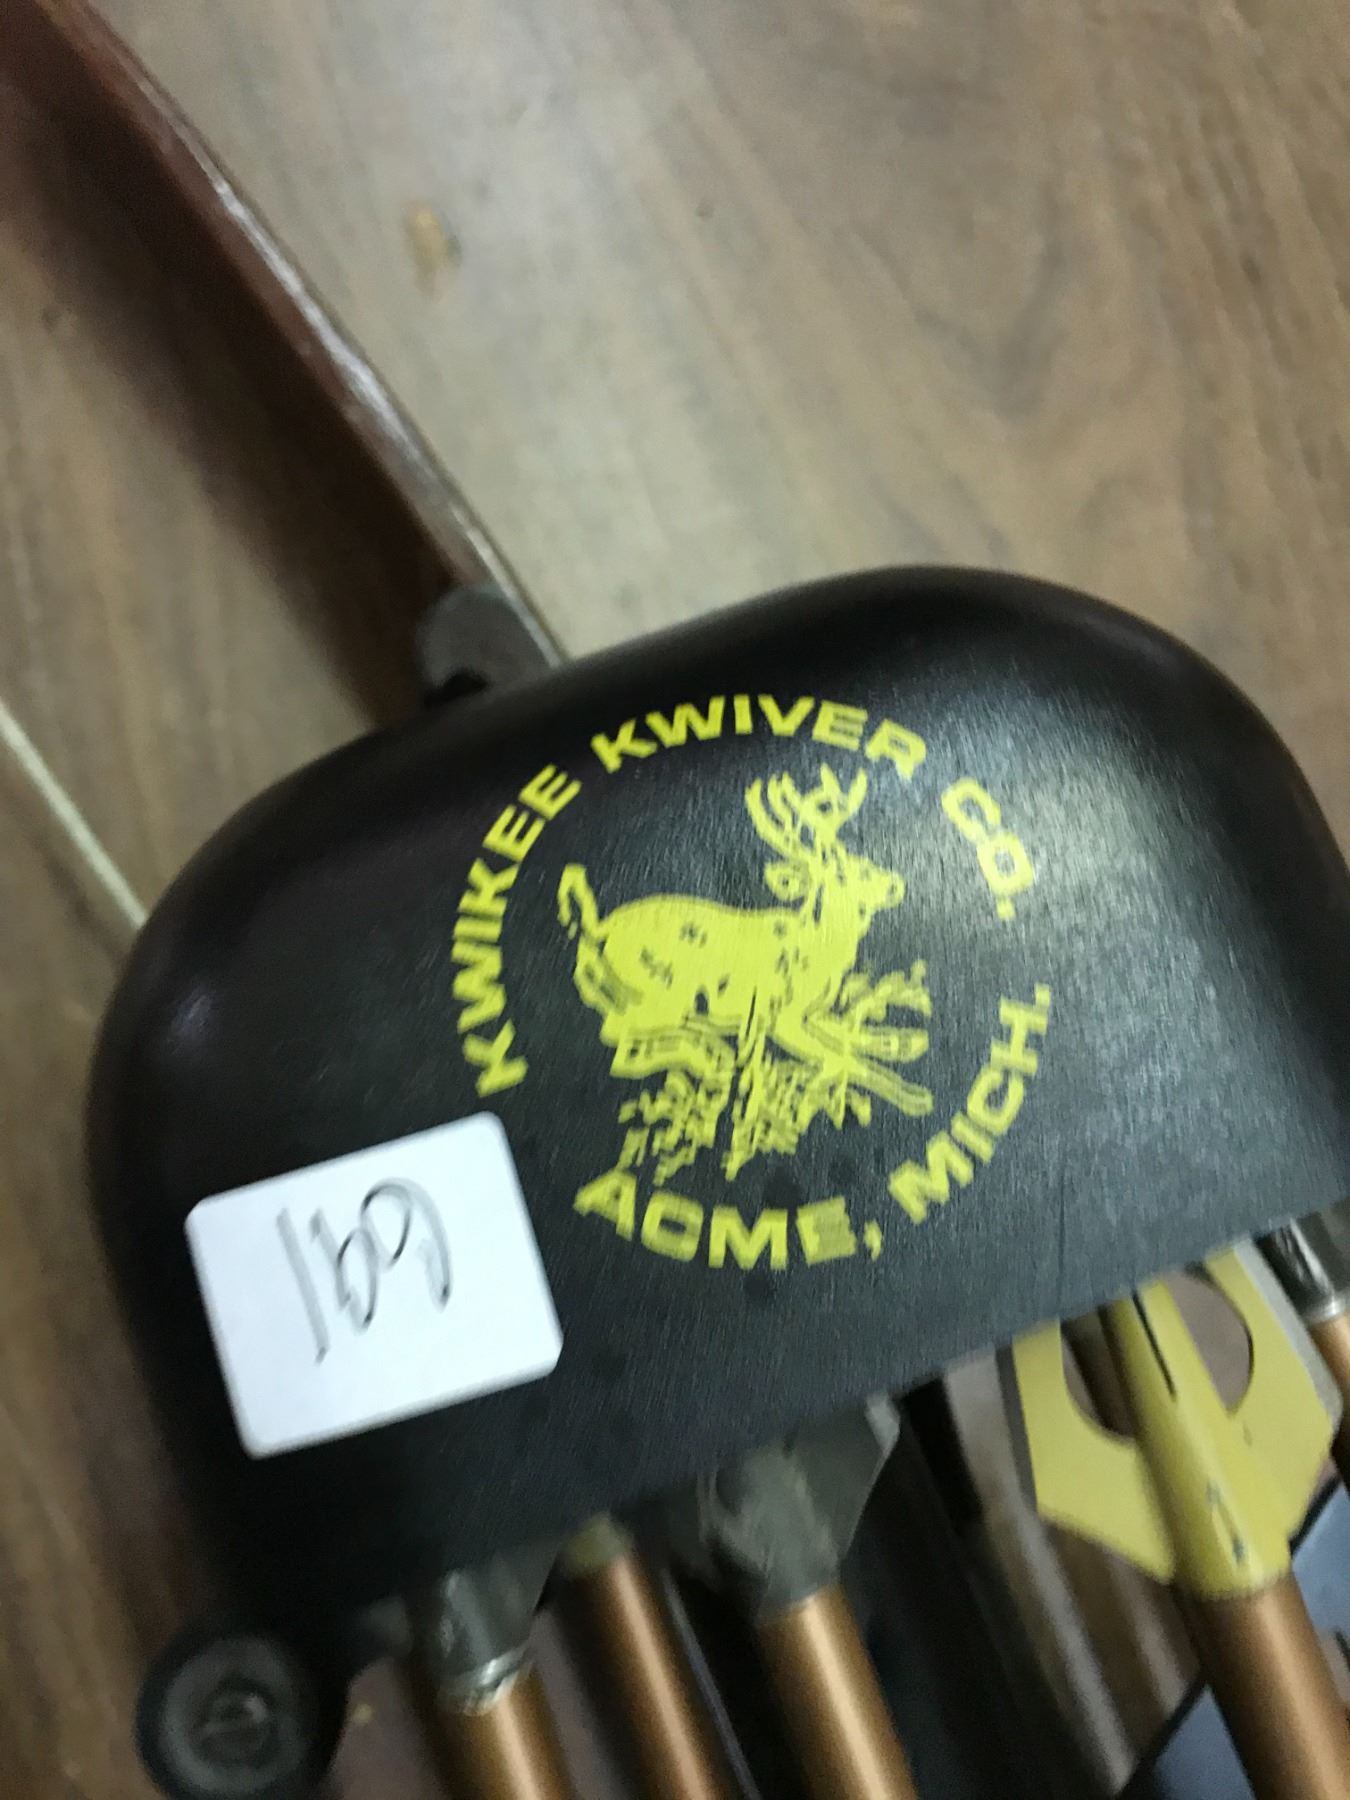 KWIKEE KWIVER CO.
ACME, MICH.
169